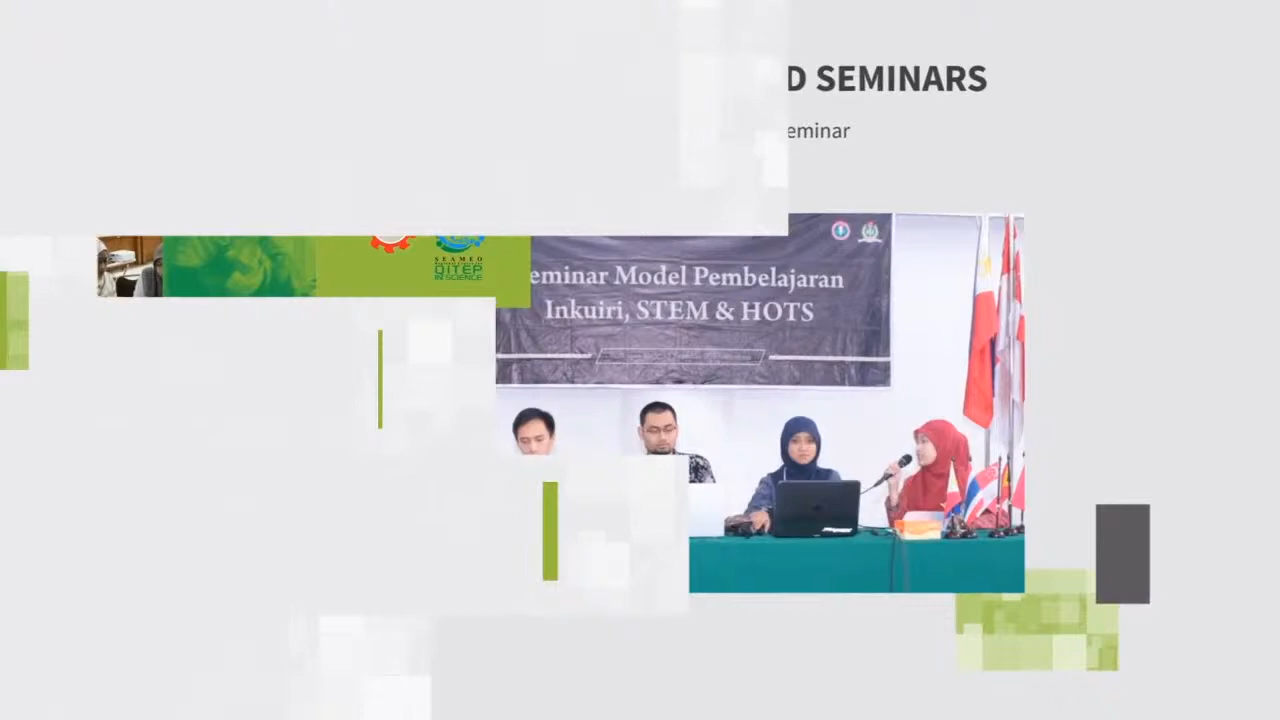 D SEMINARS
eminar
SEAMEO
QITEP
IN SCIENCE
eminar Model Pembelajaran
Inkuiri, STEM & HOTS